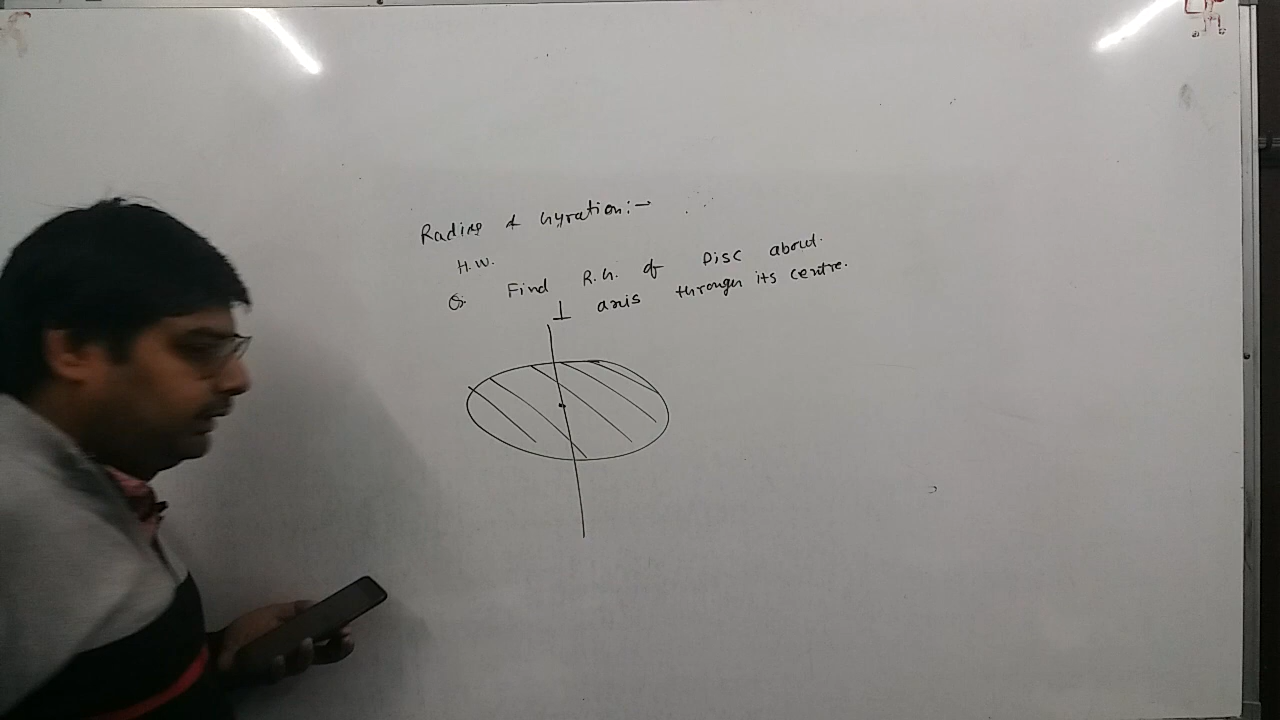 Radius of Gyration:→
H.W.
Q. Find R.G. of Disc about
⊥ axis through its centre.